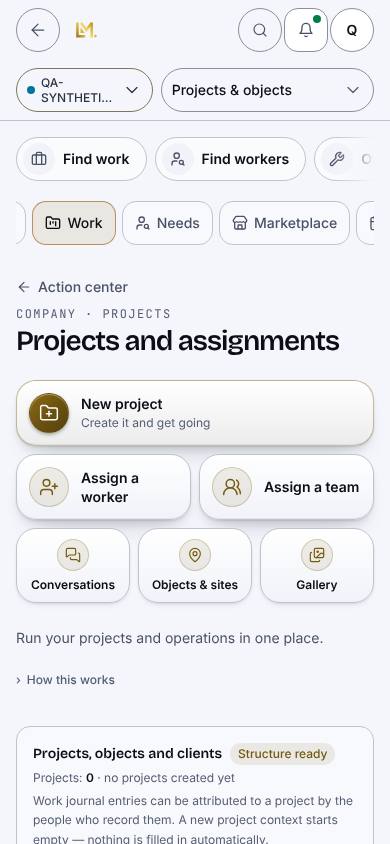 LM.
Q
QA-
SYNTHETI...
Projects & objects
Find work
Find workers
Work
Needs
Marketplace
Action center
COMPANY · PROJECTS
Projects and assignments
New project
Create it and get going
Assign a
worker
Assign a team
Conversations
Objects & sites
Gallery
Run your projects and operations in one place.
› How this works
Projects, objects and clients
Structure ready
Projects: 0 · no projects created yet
Work journal entries can be attributed to a project by the
people who record them. A new project context starts
empty — nothing is filled in automatically.